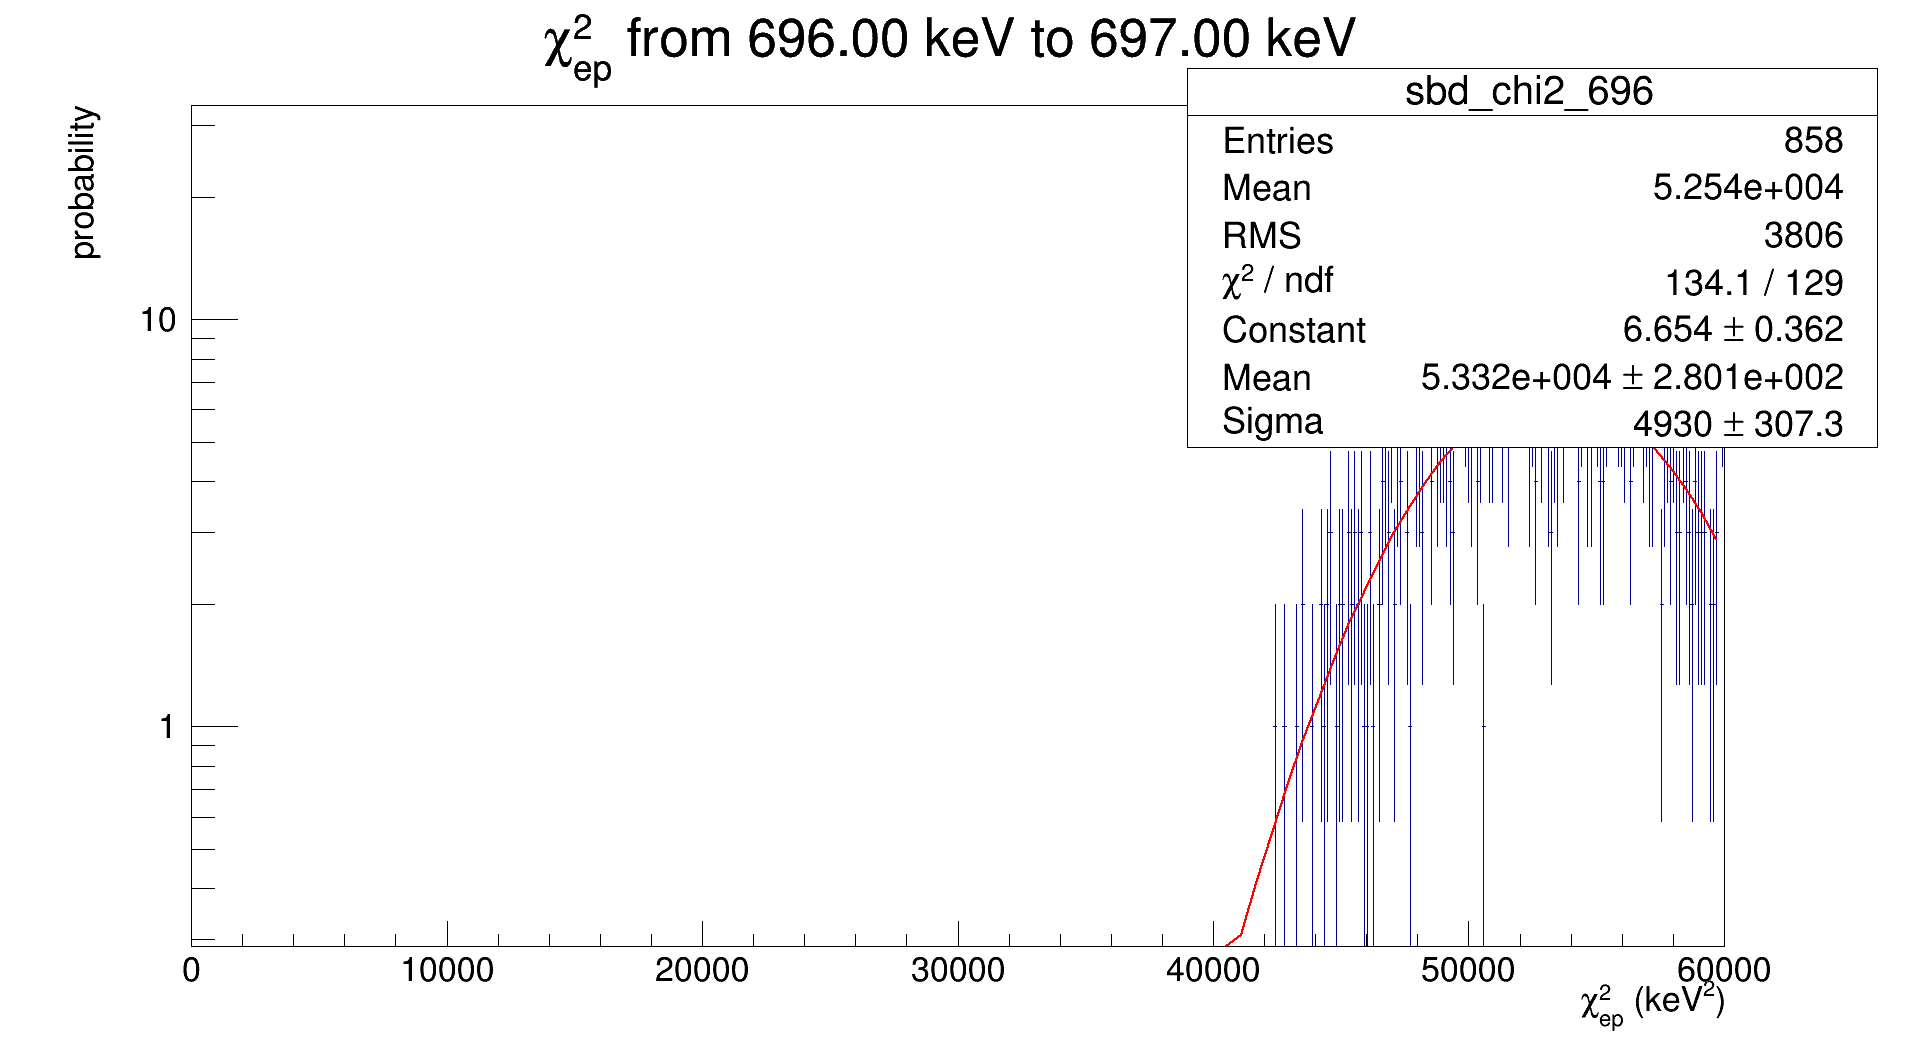 χ²ep from 696.00 keV to 697.00 keV
sbd_chi2_696
Entries 858
Mean 5.254e+004
RMS 3806
χ² / ndf 134.1 / 129
Constant 6.654 ± 0.362
Mean 5.332e+004 ± 2.801e+002
Sigma 4930 ± 307.3
probability
10
1
0 10000 20000 30000 40000 50000 60000
χ²ep (keV²)